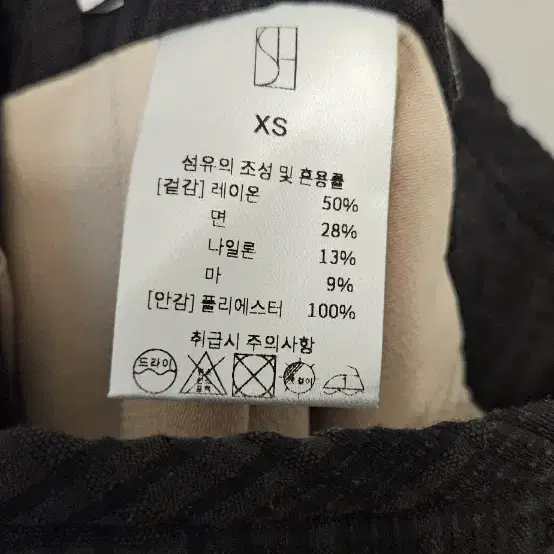 SH
XS
섬유의 조성 및 혼용률
[겉감] 레이온 50%
면 28%
나일론 13%
마 9%
[안감] 폴리에스터 100%
취급시 주의사항
드라이